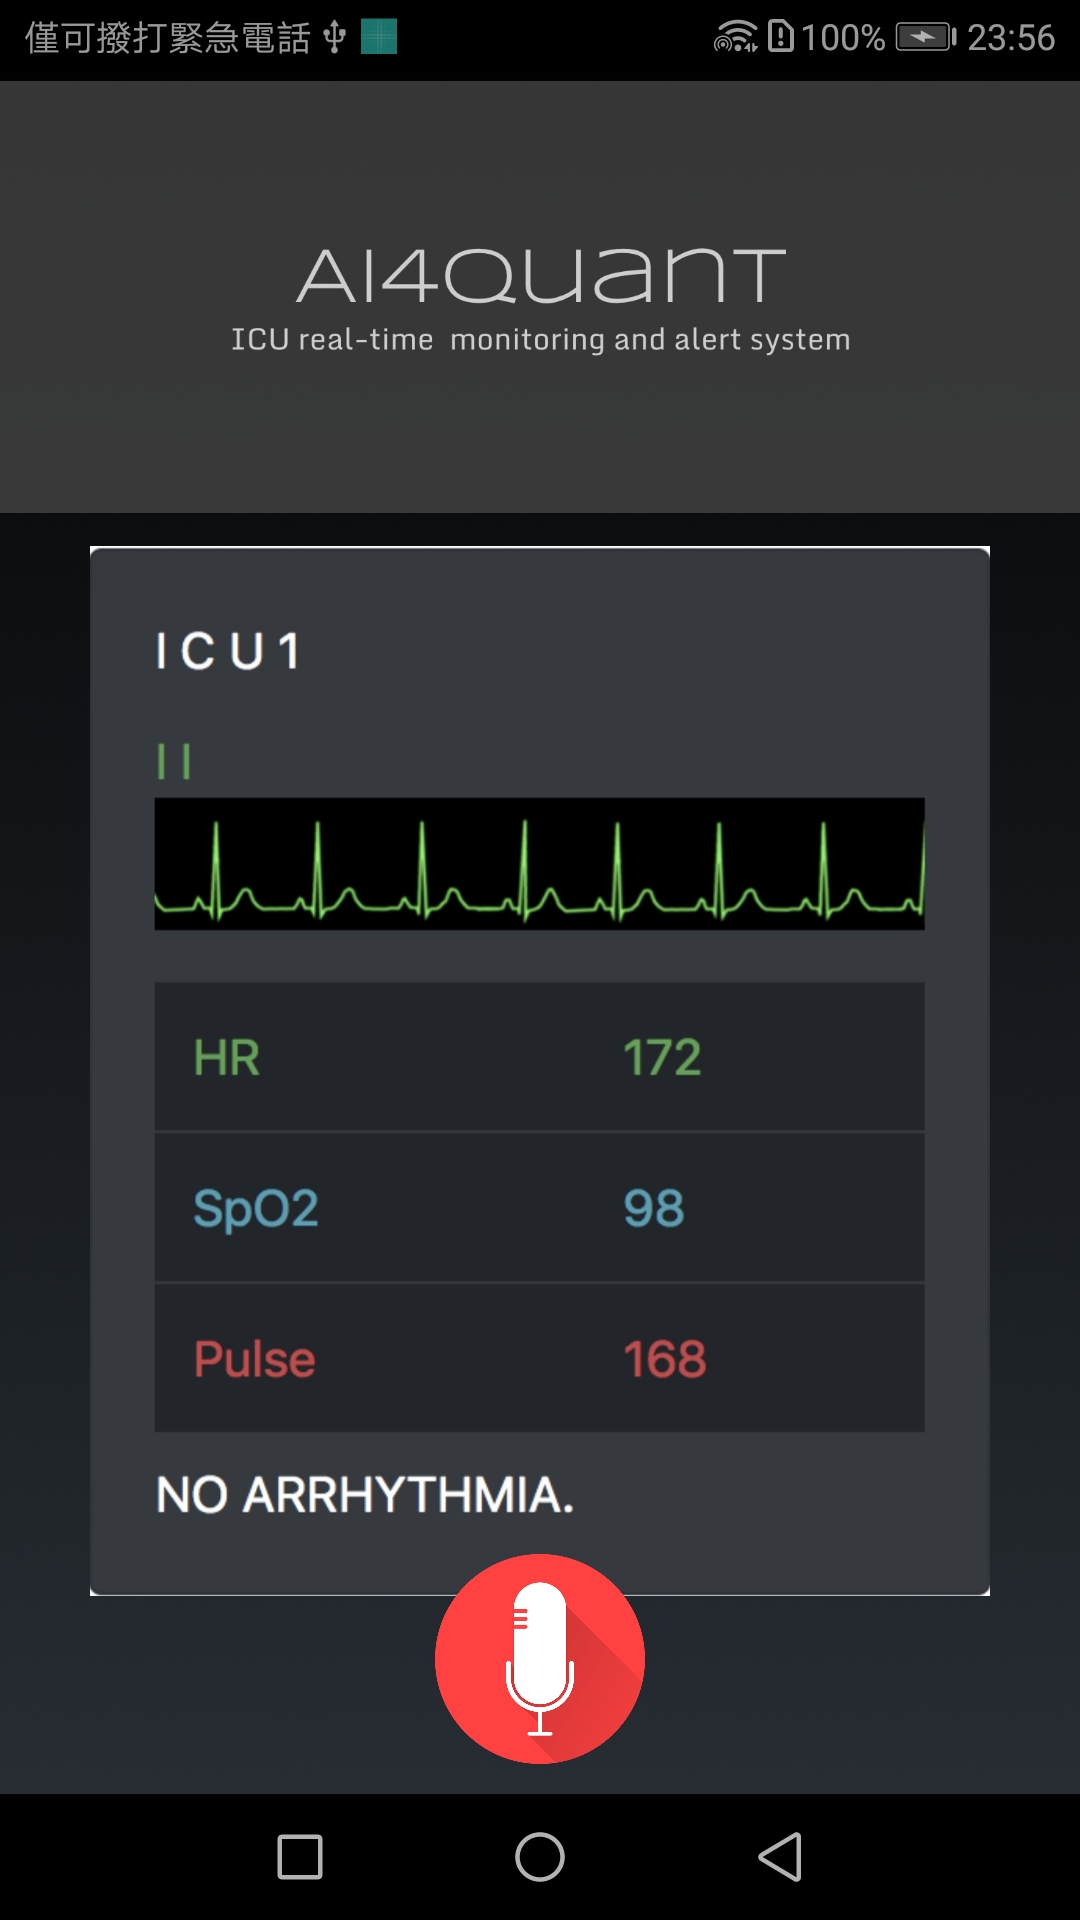 僅可撥打緊急電話 100% 23:56
AI4Quant
ICU real-time monitoring and alert system
ICU1
II
HR 172
SpO2 98
Pulse 168
NO ARRHYTHMIA.